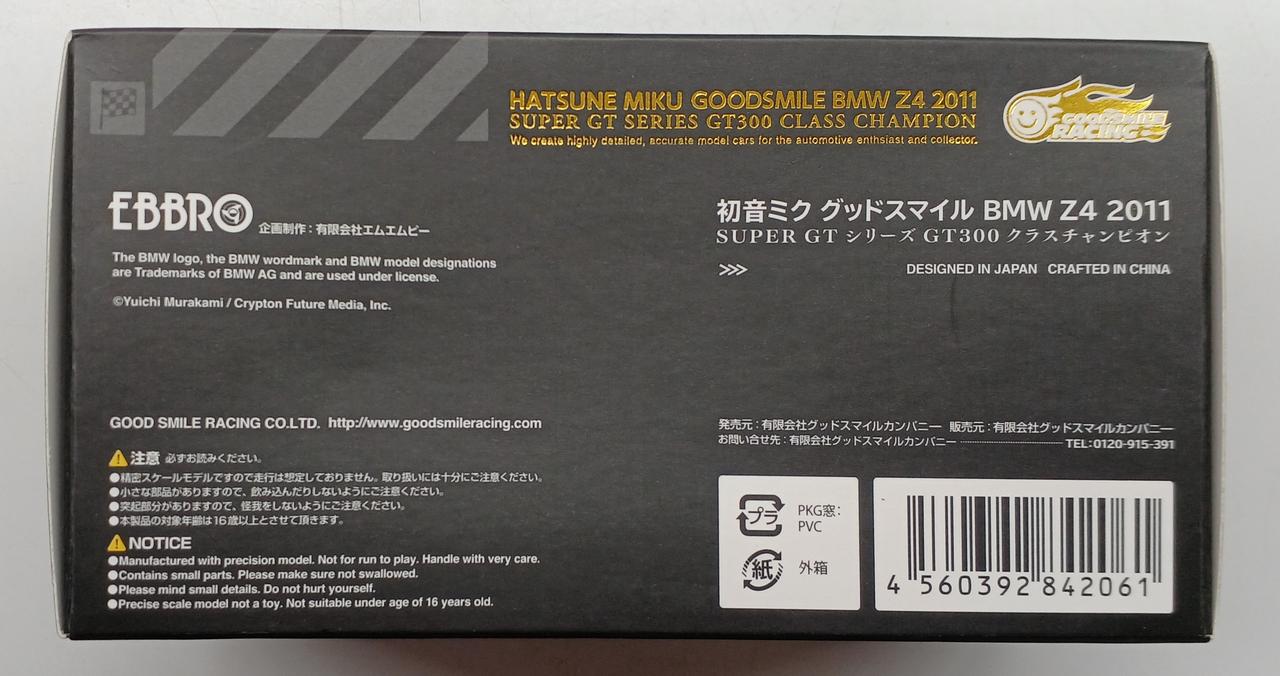 HATSUNE MIKU GOODSMILE BMW Z4 2011
SUPER GT SERIES GT300 CLASS CHAMPION
We create highly detailed, accurate model cars for the automotive enthsiast and collector.
GOODSMILE
RACING
EBBRO
企画制作：有限会社エムエムピー
The BMW logo, the BMW wordmark and BMW model designations
are Trademarks of BMW AG and are used under license.
©Yuichi Murakami / Crypton Future Media, Inc.
初音ミク グッドスマイル BMW Z4 2011
SUPER GT シリーズ GT300 クラスチャンピオン
>>> DESIGNED IN JAPAN CRAFTED IN CHINA
GOOD SMILE RACING CO.LTD. http://www.goodsmileracing.com
注意 必ずお読みください。
●精密スケールモデルですので走行は想定しておりません。取り扱いには十分にご注意ください。
●小さな部品がありますので、飲み込んだりしないようにご注意ください。
●突起部分がありますので、怪我をしないようにご注意ください。
●本製品の対象年齢は16歳以上とさせて頂きます。
NOTICE
●Manufactured with precision model. Not for run to play. Handle with very care.
●Contains small parts. Please make sure not swallowed.
●Please mind small details. Do not hurt yourself.
●Precise scale model not a toy. Not suitable under age of 16 years old.
発売元：有限会社グッドスマイルカンパニー 販売元：有限会社グッドスマイルカンパニー
お問い合せ先：有限会社グッドスマイルカンパニー TEL：0120-915-391
プラ
PKG窓：
PVC
紙
外箱
4 560392 842061